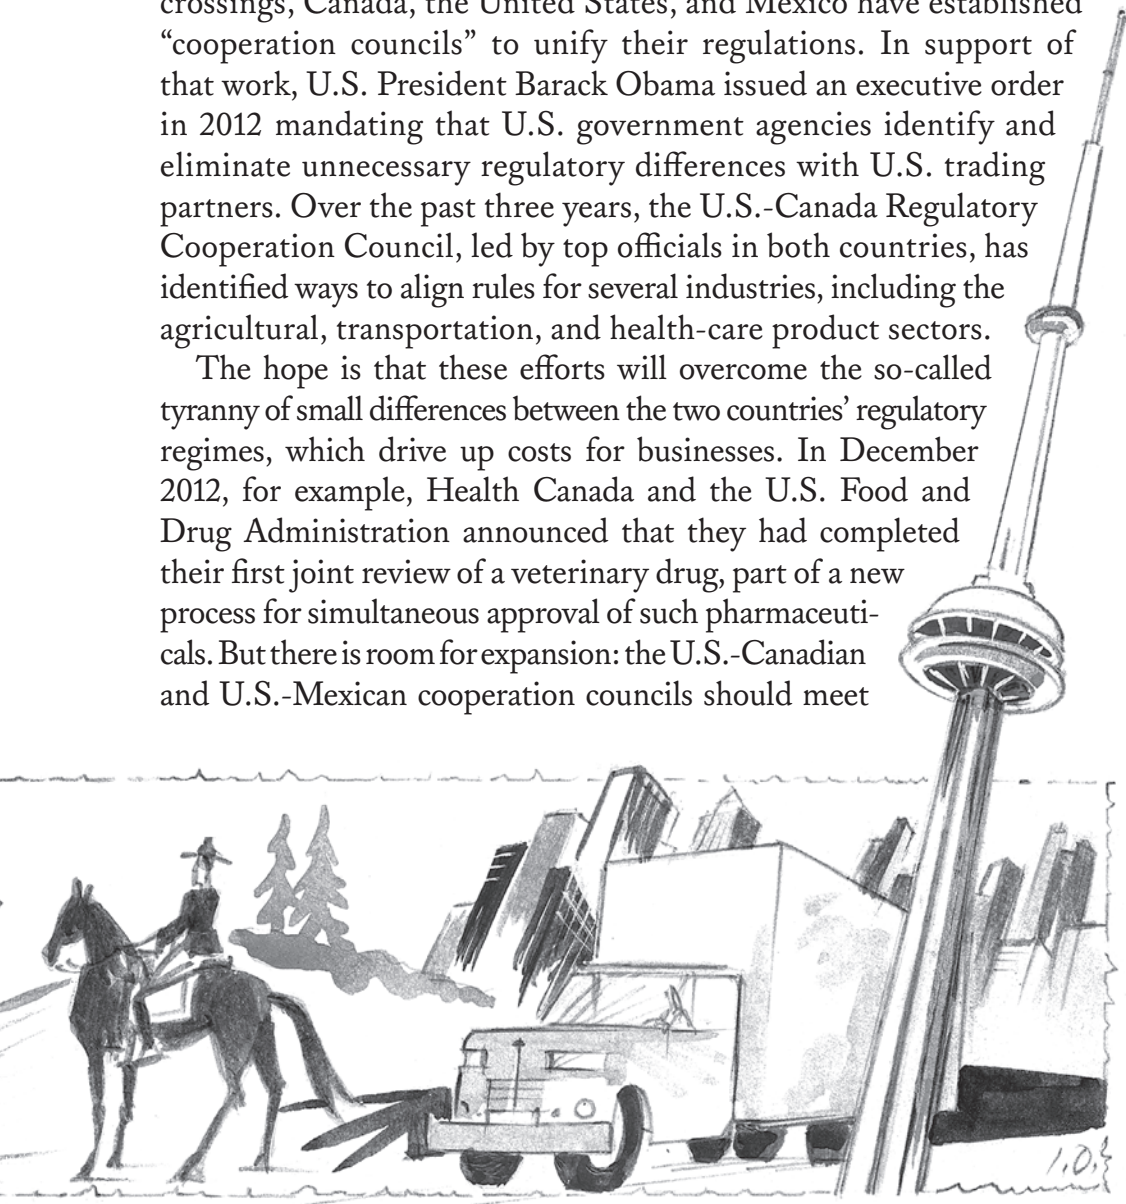 crossings, Canada, the United States, and Mexico have established
“cooperation councils” to unify their regulations. In support of
that work, U.S. President Barack Obama issued an executive order
in 2012 mandating that U.S. government agencies identify and
eliminate unnecessary regulatory differences with U.S. trading
partners. Over the past three years, the U.S.-Canada Regulatory
Cooperation Council, led by top officials in both countries, has
identified ways to align rules for several industries, including the
agricultural, transportation, and health-care product sectors.
The hope is that these efforts will overcome the so-called
tyranny of small differences between the two countries’ regulatory
regimes, which drive up costs for businesses. In December
2012, for example, Health Canada and the U.S. Food and
Drug Administration announced that they had completed
their first joint review of a veterinary drug, part of a new
process for simultaneous approval of such pharmaceuti-
cals. But there is room for expansion: the U.S.-Canadian
and U.S.-Mexican cooperation councils should meet
I.O.